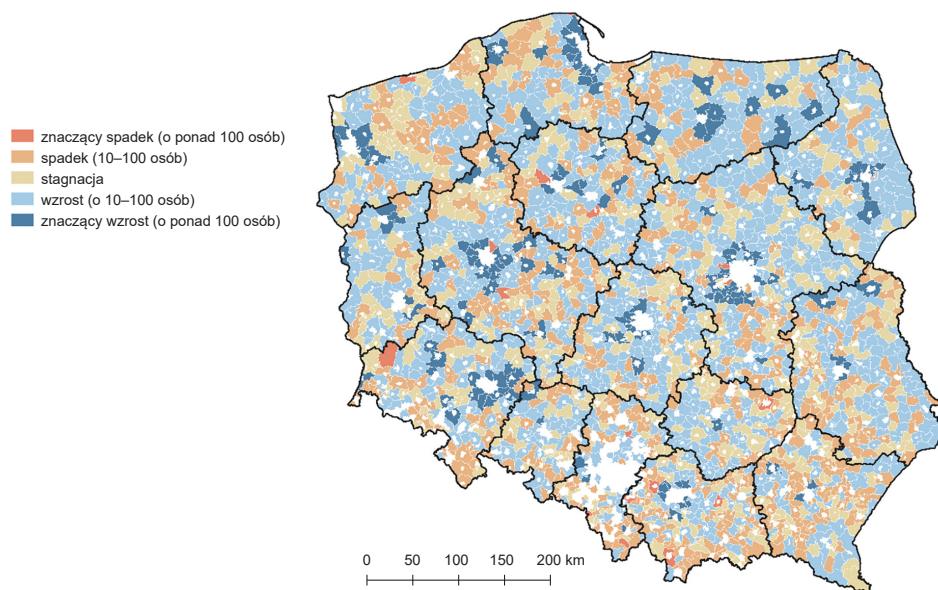 znaczący spadek (o ponad 100 osób)
spadek (10–100 osób)
stagnacja
wzrost (o 10–100 osób)
znaczący wzrost (o ponad 100 osób)
0 50 100 150 200 km